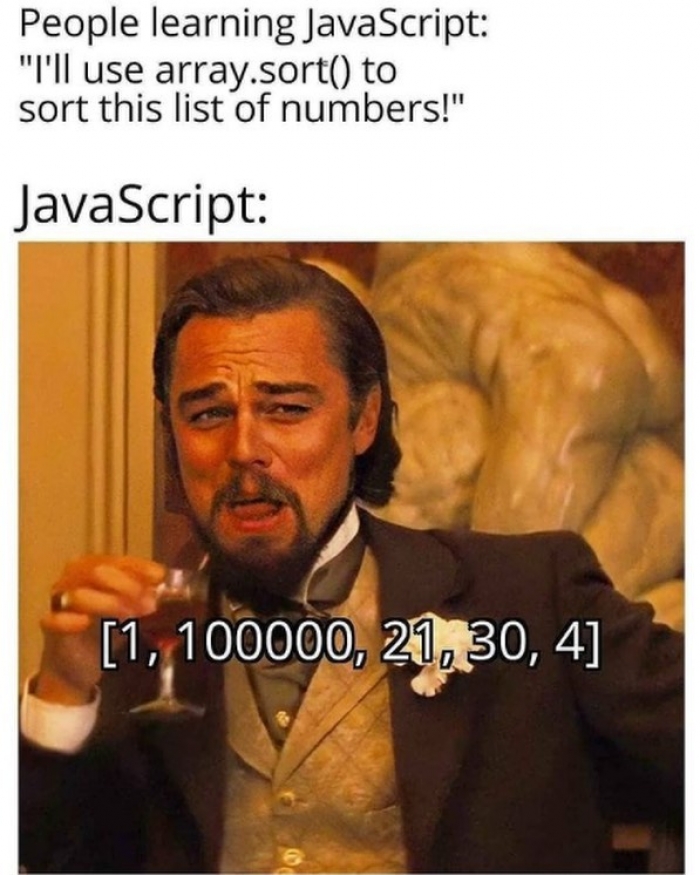 People learning JavaScript:
"I'll use array.sort() to
sort this list of numbers!"
JavaScript:
[1, 100000, 21, 30, 4]